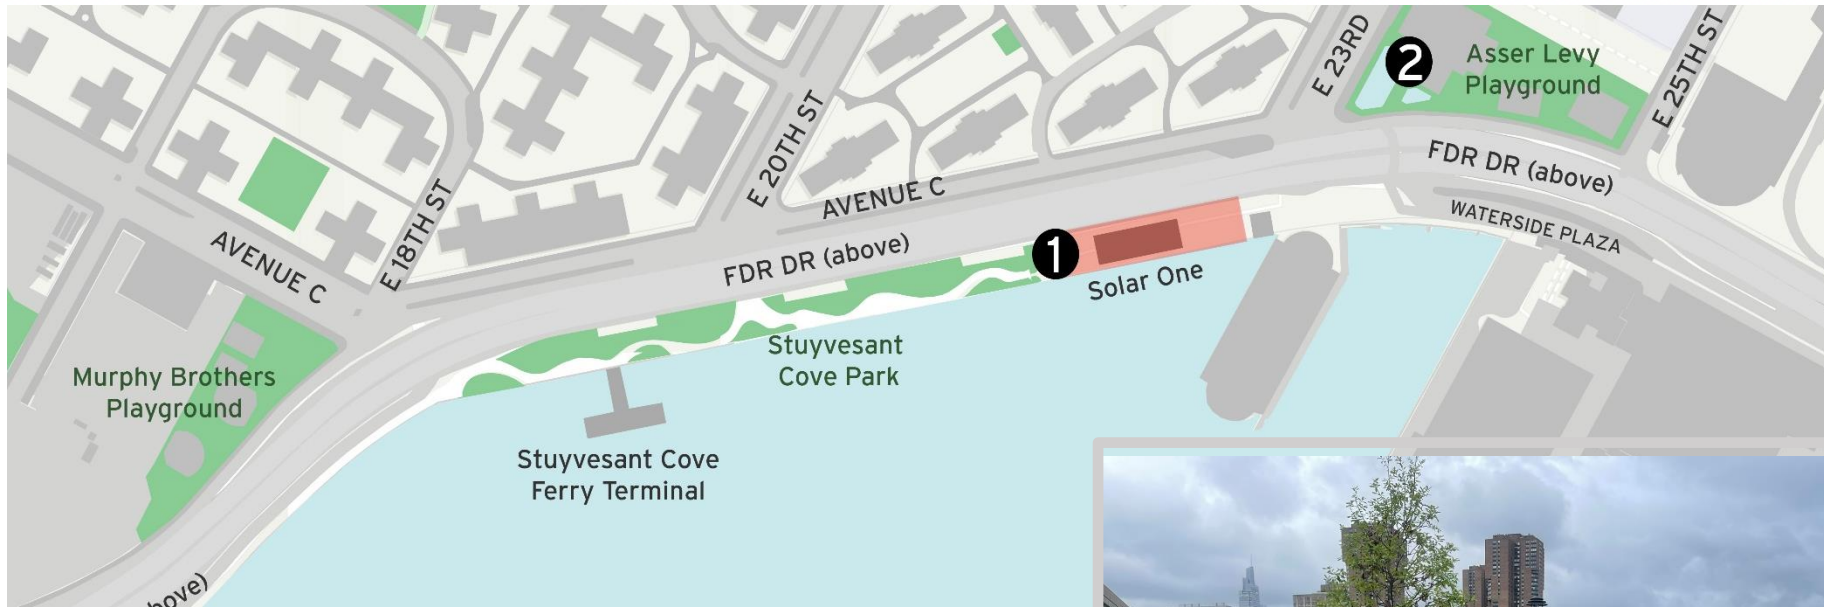 E 23RD
2
Asser Levy
Playground
E 25TH ST
E 20TH ST
FDR DR (above)
AVENUE C
WATERSIDE PLAZA
E 18TH ST
AVENUE C
1
FDR DR (above)
Solar One
Stuyvesant
Cove Park
Murphy Brothers
Playground
Stuyvesant Cove
Ferry Terminal